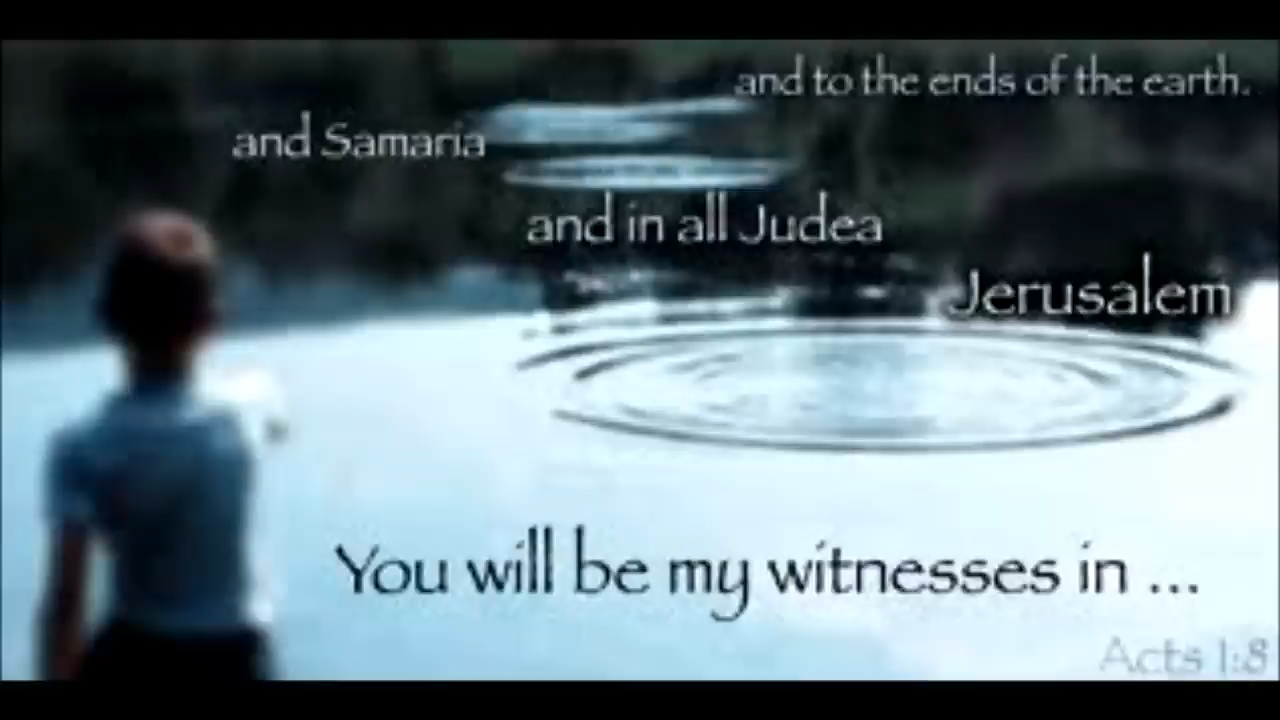 and to the ends of the earth.
and Samaria
and in all Judea
Jerusalem
You will be my witnesses in ...
Acts 1:8